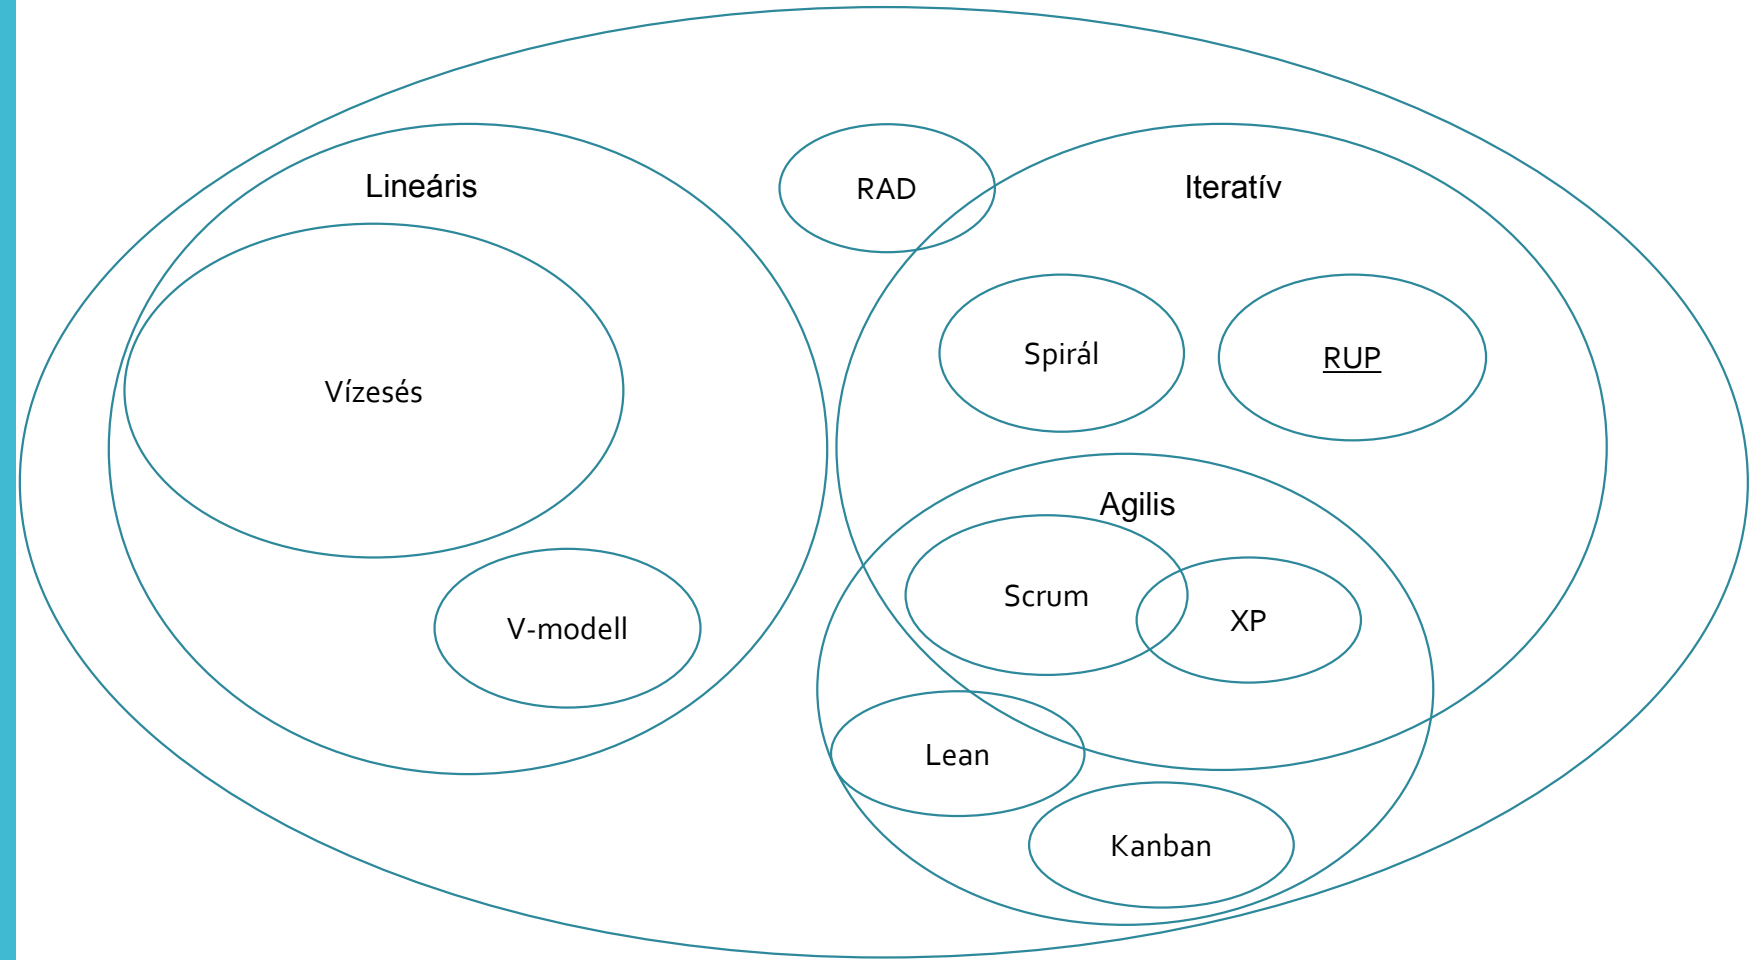 Lineáris
RAD
Iteratív
Spirál
RUP
Vízesés
Agilis
Scrum
XP
V-modell
Lean
Kanban